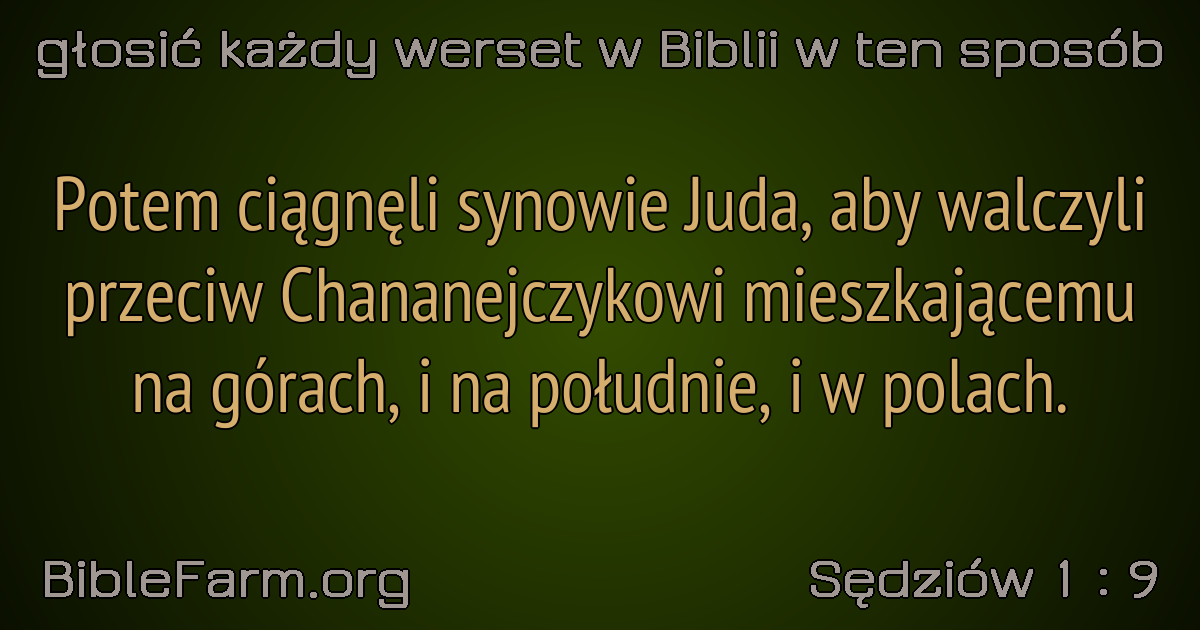 głosić każdy werset w Biblii w ten sposób
Potem ciągnęli synowie Juda, aby walczyli
przeciw Chananejczykowi mieszkającemu
na górach, i na południe, i w polach.
BibleFarm.org
Sędziów 1 : 9